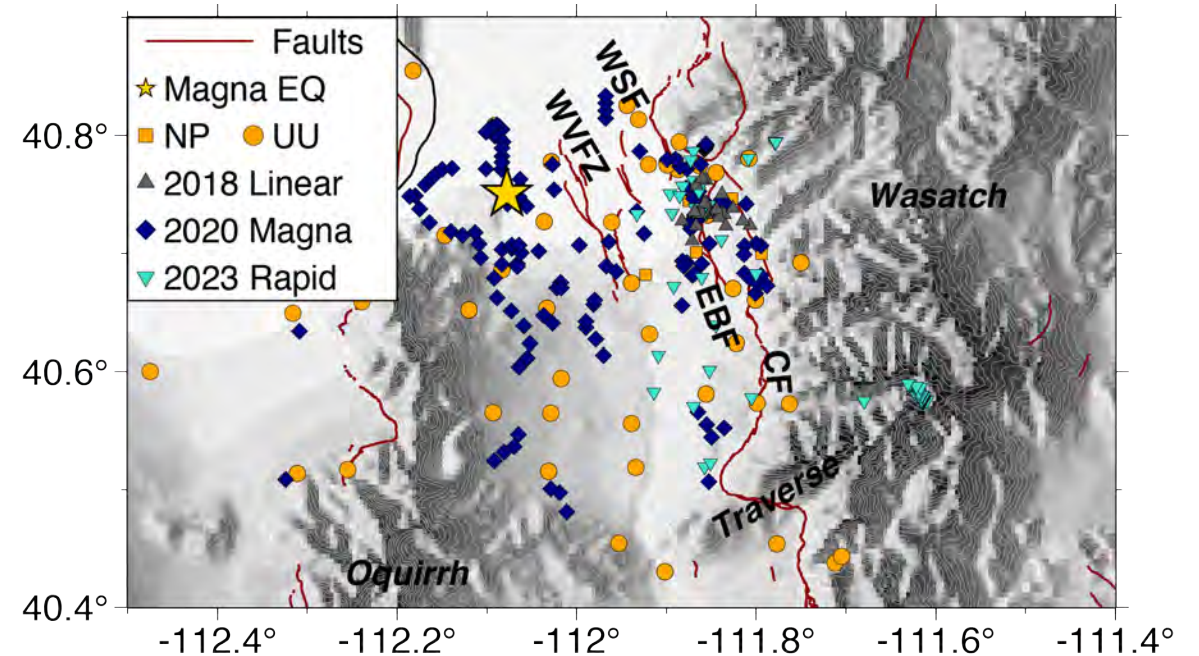 Faults
Magna EQ
NP UU
2018 Linear
2020 Magna
2023 Rapid
WSF
WVFZ
Wasatch
EBF
CF
Traverse
Oquirrh
40.8°
40.6°
40.4°
-112.4° -112.2° -112° -111.8° -111.6° -111.4°